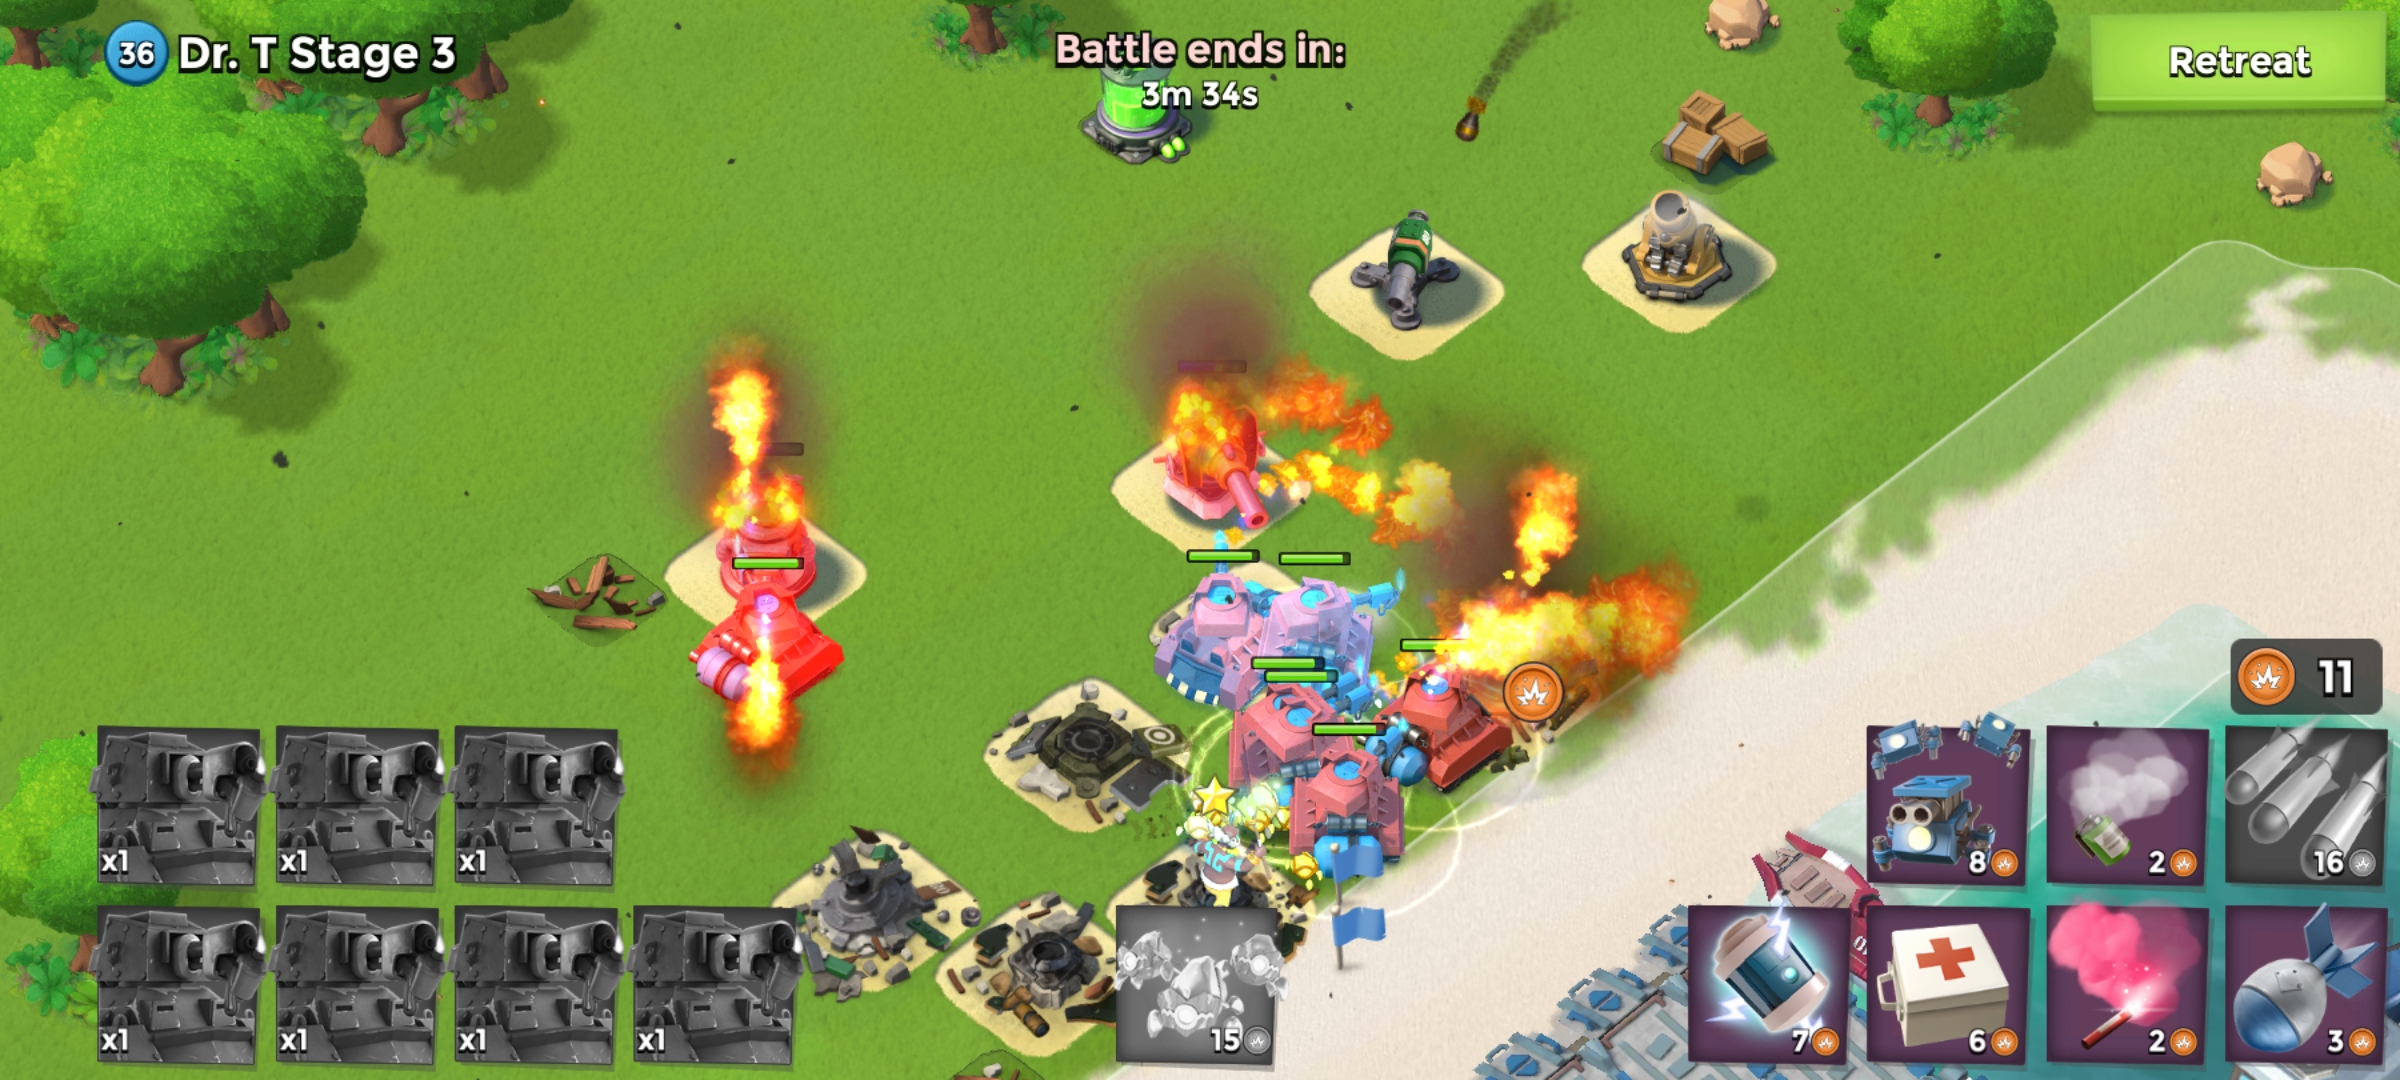 36 Dr. T Stage 3
Battle ends in:
3m 34s
Retreat
11
x1 x1 x1
8 2 16
x1 x1 x1 x1
15 7 6 2 3